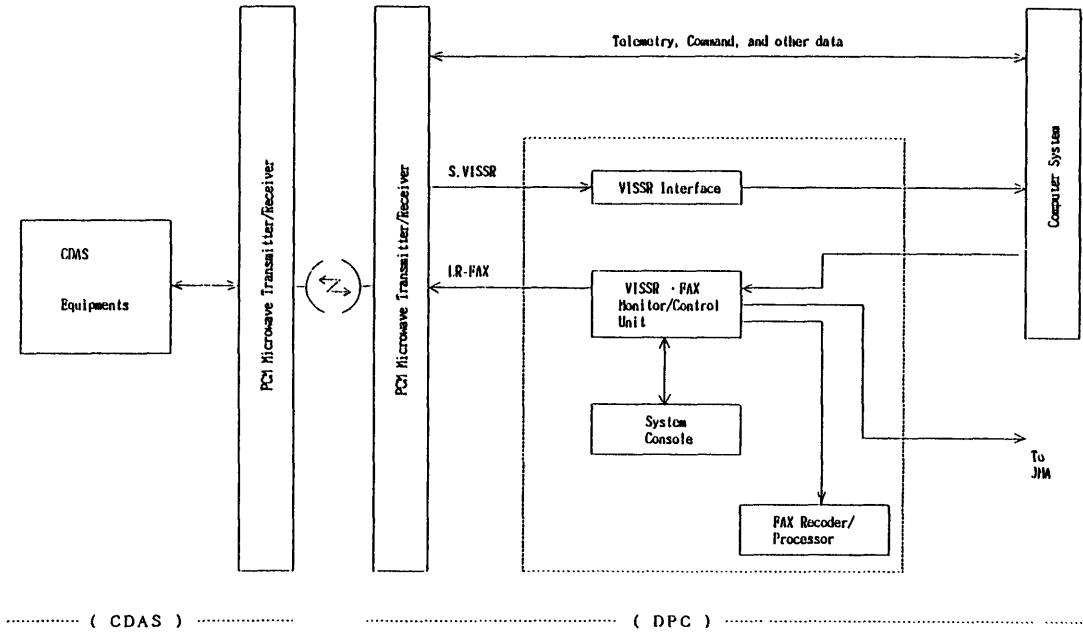 Telemetry, Command, and other data
PCM Microwave Transmitter/Receiver
PCM Microwave Transmitter/Receiver
Computer System
S.VISSR
VISSR Interface
CDAS
Equipments
I.R-FAX
VISSR・FAX
Monitor/Control
Unit
System
Console
To
JMA
FAX Recoder/
Processor
( CDAS )
( DPC )